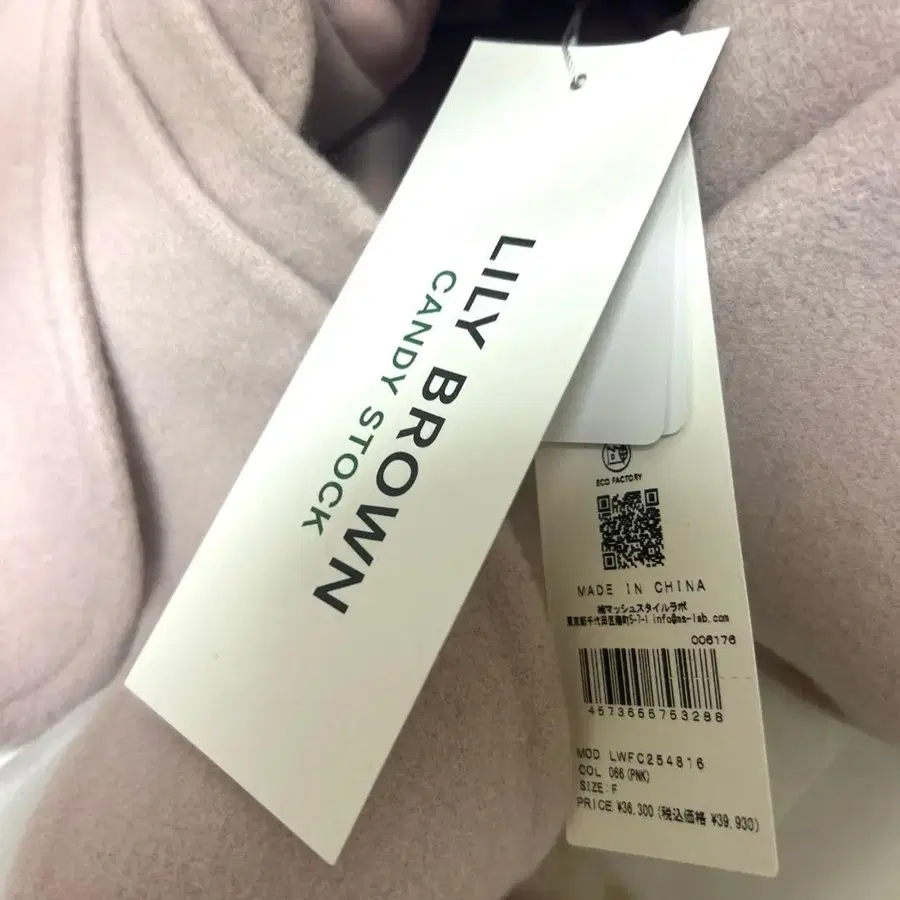 LILY BROWN
CANDY STOCK
ECO FACTORY
MADE IN CHINA
㈱マッシュスタイルラボ
東京都千代田区麹町5-7-1 info@ms-lab.com
006176
4573655753288
MOD LWFC254816
COL 066(PNK)
SIZE:F
PRICE ¥36,300(税込価格 ¥39,930)